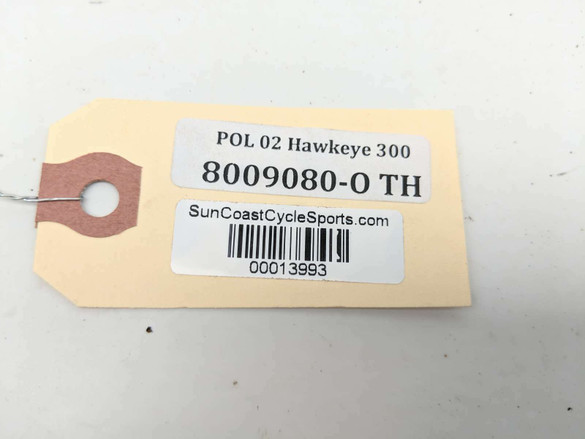 POL 02 Hawkeye 300
8009080-O TH
SunCoastCycleSports.com
00013993